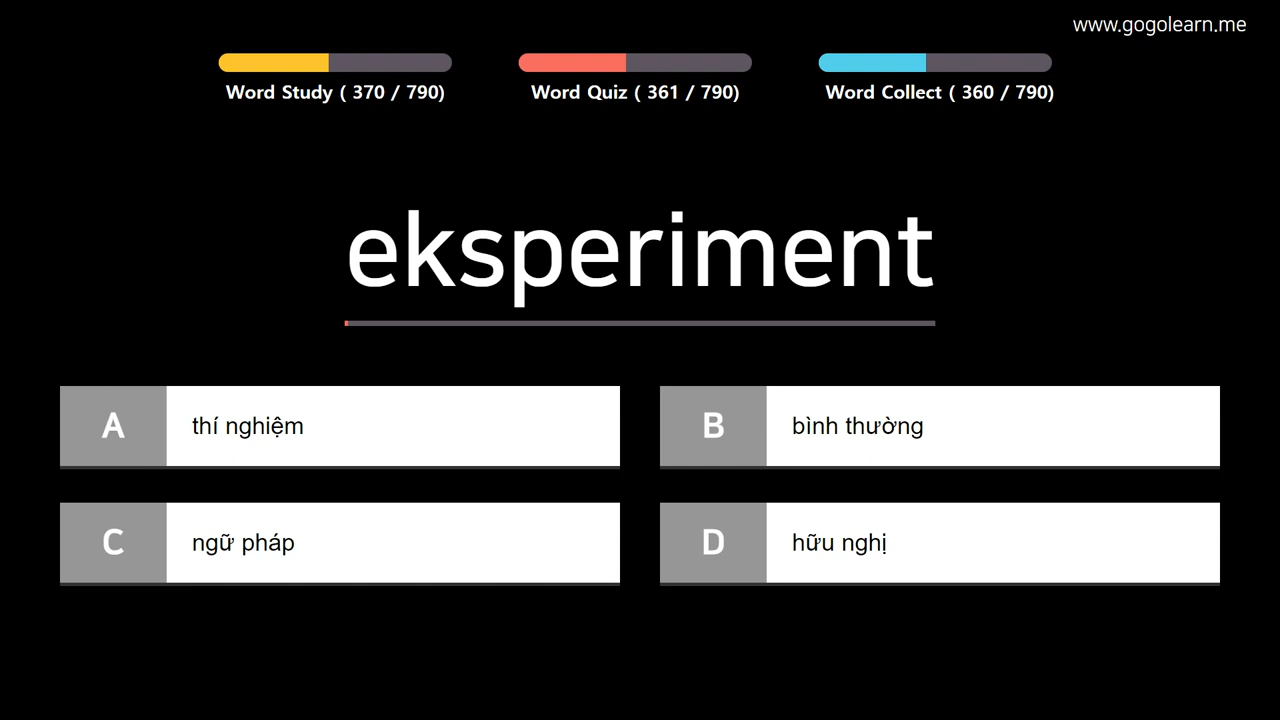 www.gogolearn.me
Word Study ( 370 / 790)
Word Quiz ( 361 / 790)
Word Collect ( 360 / 790)
eksperiment
A thí nghiệm
B bình thường
C ngữ pháp
D hữu nghị